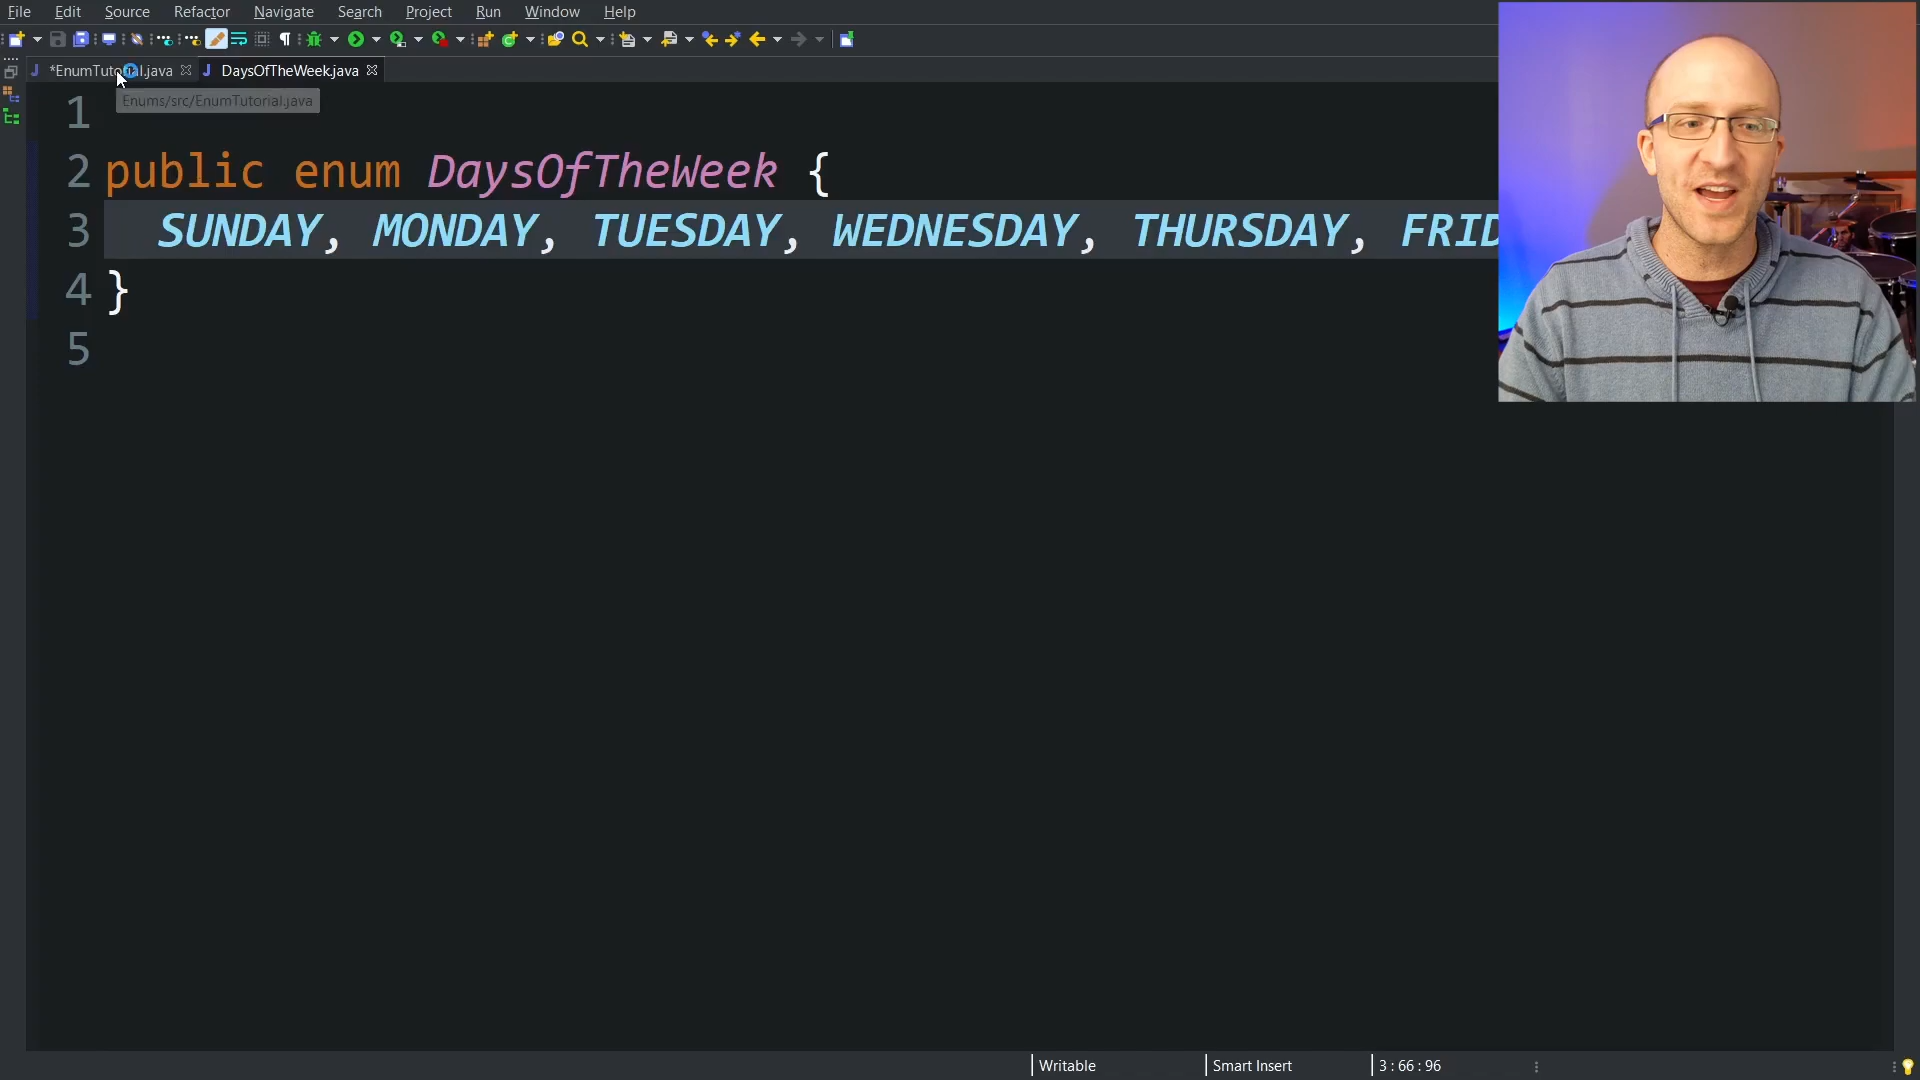 File Edit Source Refactor Navigate Search Project Run Window Help
*EnumTutorial.java DaysOfTheWeek.java
Enums/src/EnumTutorial.java
1
2 public enum DaysOfTheWeek {
3 SUNDAY, MONDAY, TUESDAY, WEDNESDAY, THURSDAY, FRID
4 }
5
Writable Smart Insert 3 : 66 : 96